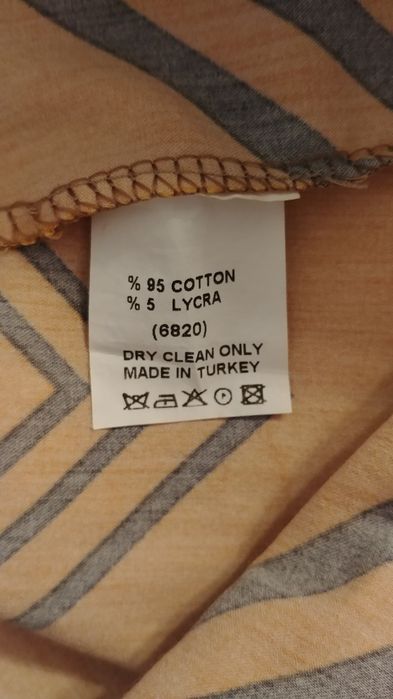 % 95 COTTON
% 5 LYCRA
(6820)
DRY CLEAN ONLY
MADE IN TURKEY